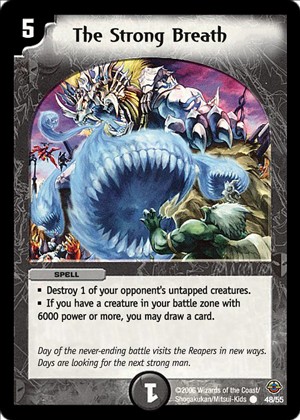 5
The Strong Breath
SPELL
▪ Destroy 1 of your opponent's untapped creatures.
▪ If you have a creature in your battle zone with
6000 power or more, you may draw a card.
Day of the never-ending battle visits the Reapers in new ways.
Days are looking for the next strong man.
1
©2006 Wizards of the Coast/
Shogakukan/Mitsui-Kids
48/55